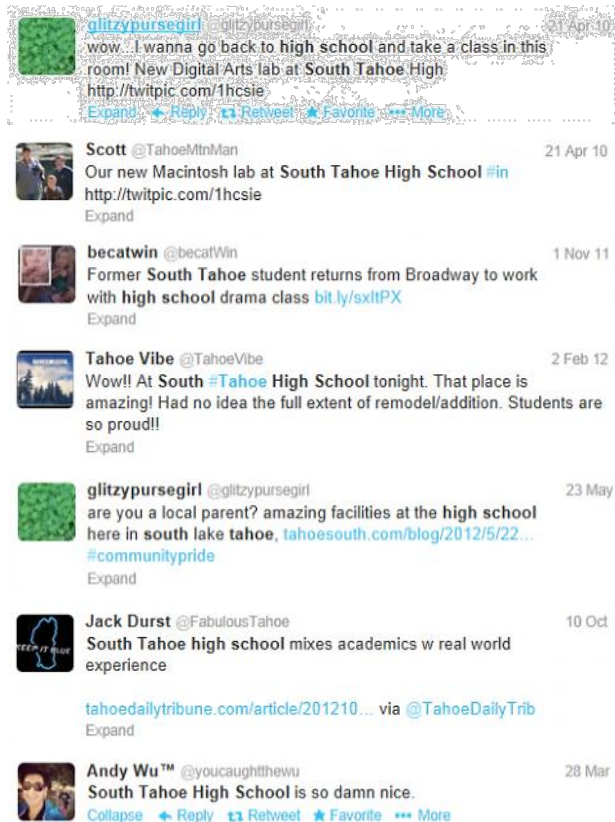 glitzypursegirl @glitzypursegirl 21 Apr 10
wow...I wanna go back to high school and take a class in this
room! New Digital Arts lab at South Tahoe High
http://twitpic.com/1hcsie
Expand Reply Retweet Favorite More
Scott @TahoeMtnMan 21 Apr 10
Our new Macintosh lab at South Tahoe High School #in
http://twitpic.com/1hcsie
Expand
becatwin @becatWin 1 Nov 11
Former South Tahoe student returns from Broadway to work
with high school drama class bit.ly/sxItPX
Expand
Tahoe Vibe @TahoeVibe 2 Feb 12
Wow!! At South #Tahoe High School tonight. That place is
amazing! Had no idea the full extent of remodel/addition. Students are
so proud!!
Expand
glitzypursegirl @glitzypursegirl 23 May
are you a local parent? amazing facilities at the high school
here in south lake tahoe, tahoesouth.com/blog/2012/5/22...
#communitypride
Expand
KEEP IT BLUE
Jack Durst @FabulousTahoe 10 Oct
South Tahoe high school mixes academics w real world
experience
tahoedailytribune.com/article/201210... via @TahoeDailyTrib
Expand
Andy Wu™ @youcaughtthewu 28 Mar
South Tahoe High School is so damn nice.
Collapse Reply Retweet Favorite More